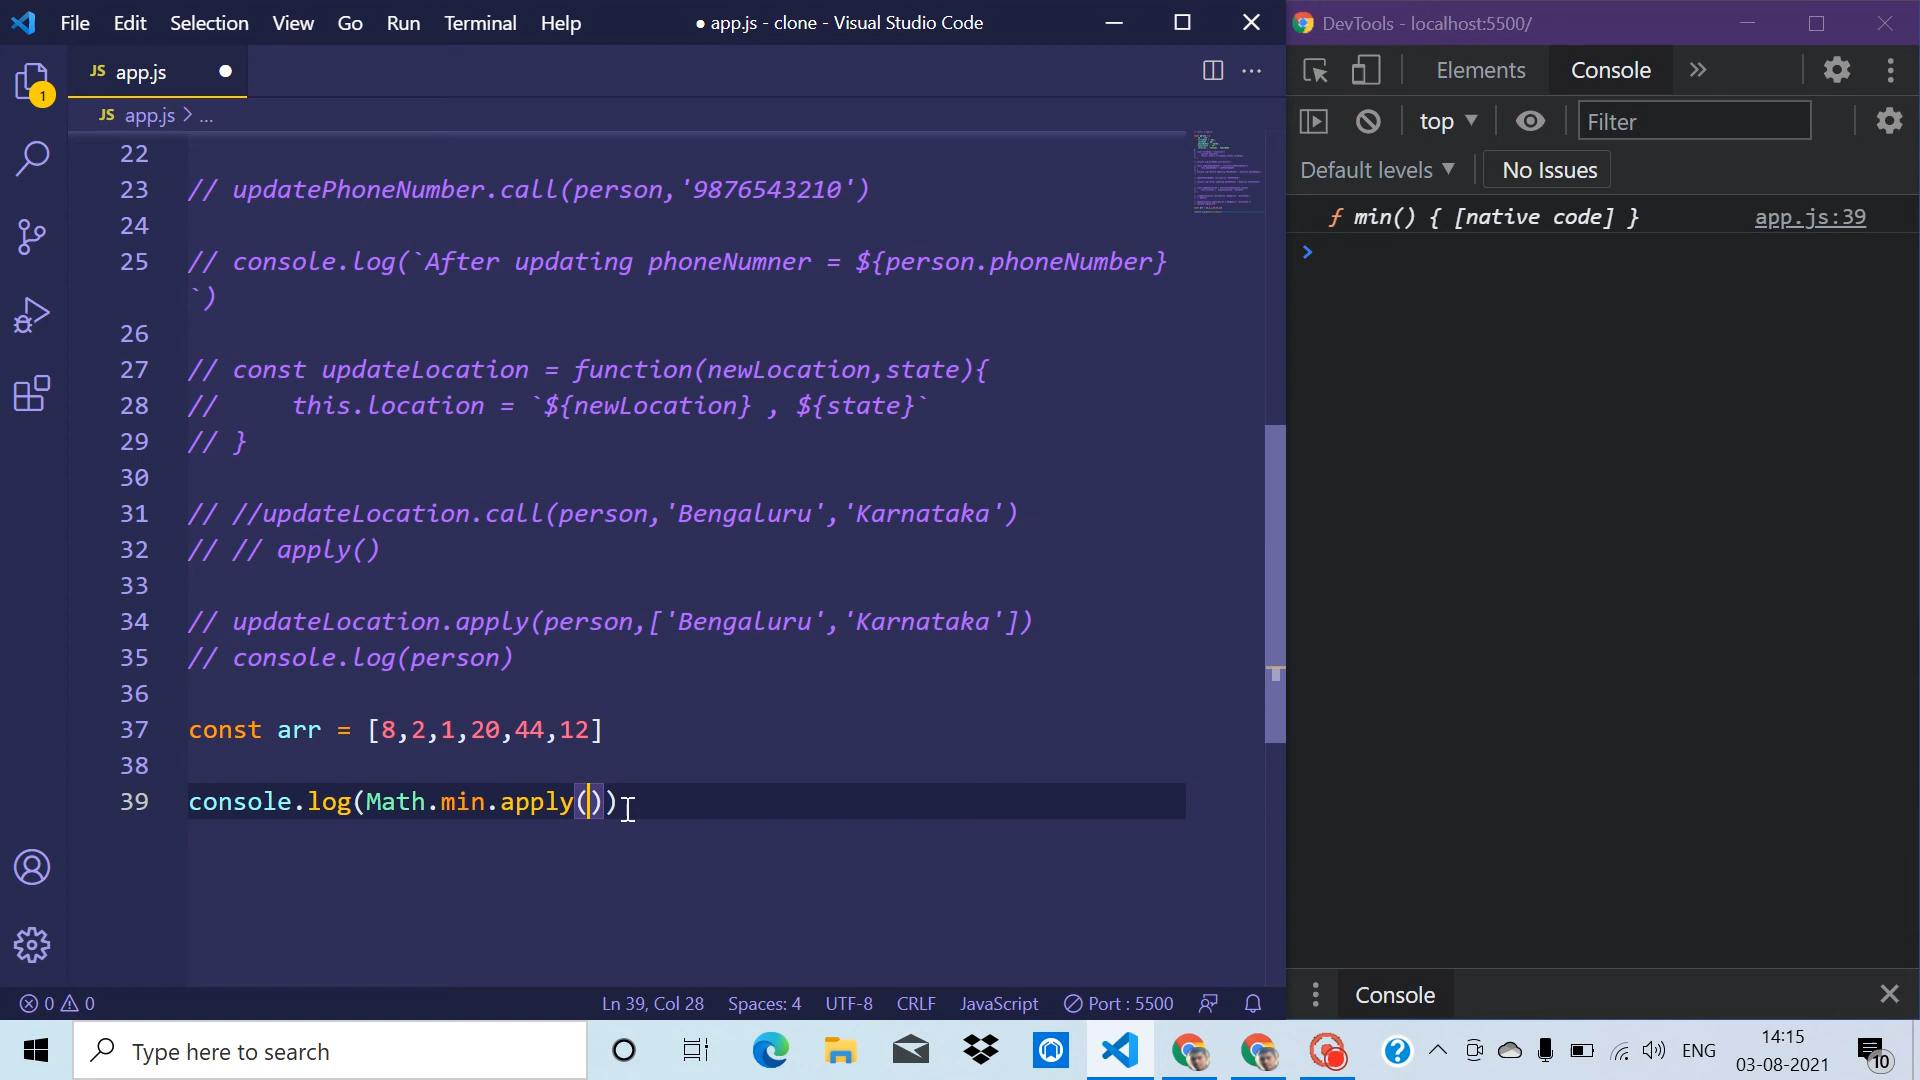 File Edit Selection View Go Run Terminal Help
● app.js - clone - Visual Studio Code
DevTools - localhost:5500/
JS app.js ●
Elements Console »
1
JS app.js > ...
top Filter
Default levels No Issues
22
23 // updatePhoneNumber.call(person,'9876543210')
24
25 // console.log(`After updating phoneNumner = ${person.phoneNumber}
`)
26
27 // const updateLocation = function(newLocation,state){
28 //     this.location = `${newLocation} , ${state}`
29 // }
30
31 // //updateLocation.call(person,'Bengaluru','Karnataka')
32 // // apply()
33
34 // updateLocation.apply(person,['Bengaluru','Karnataka'])
35 // console.log(person)
36
37 const arr = [8,2,1,20,44,12]
38
39 console.log(Math.min.apply())
ƒ min() { [native code] } app.js:39
>
Console
0 0 Ln 39, Col 28 Spaces: 4 UTF-8 CRLF JavaScript Port : 5500
Type here to search
ENG
14:15
03-08-2021
10